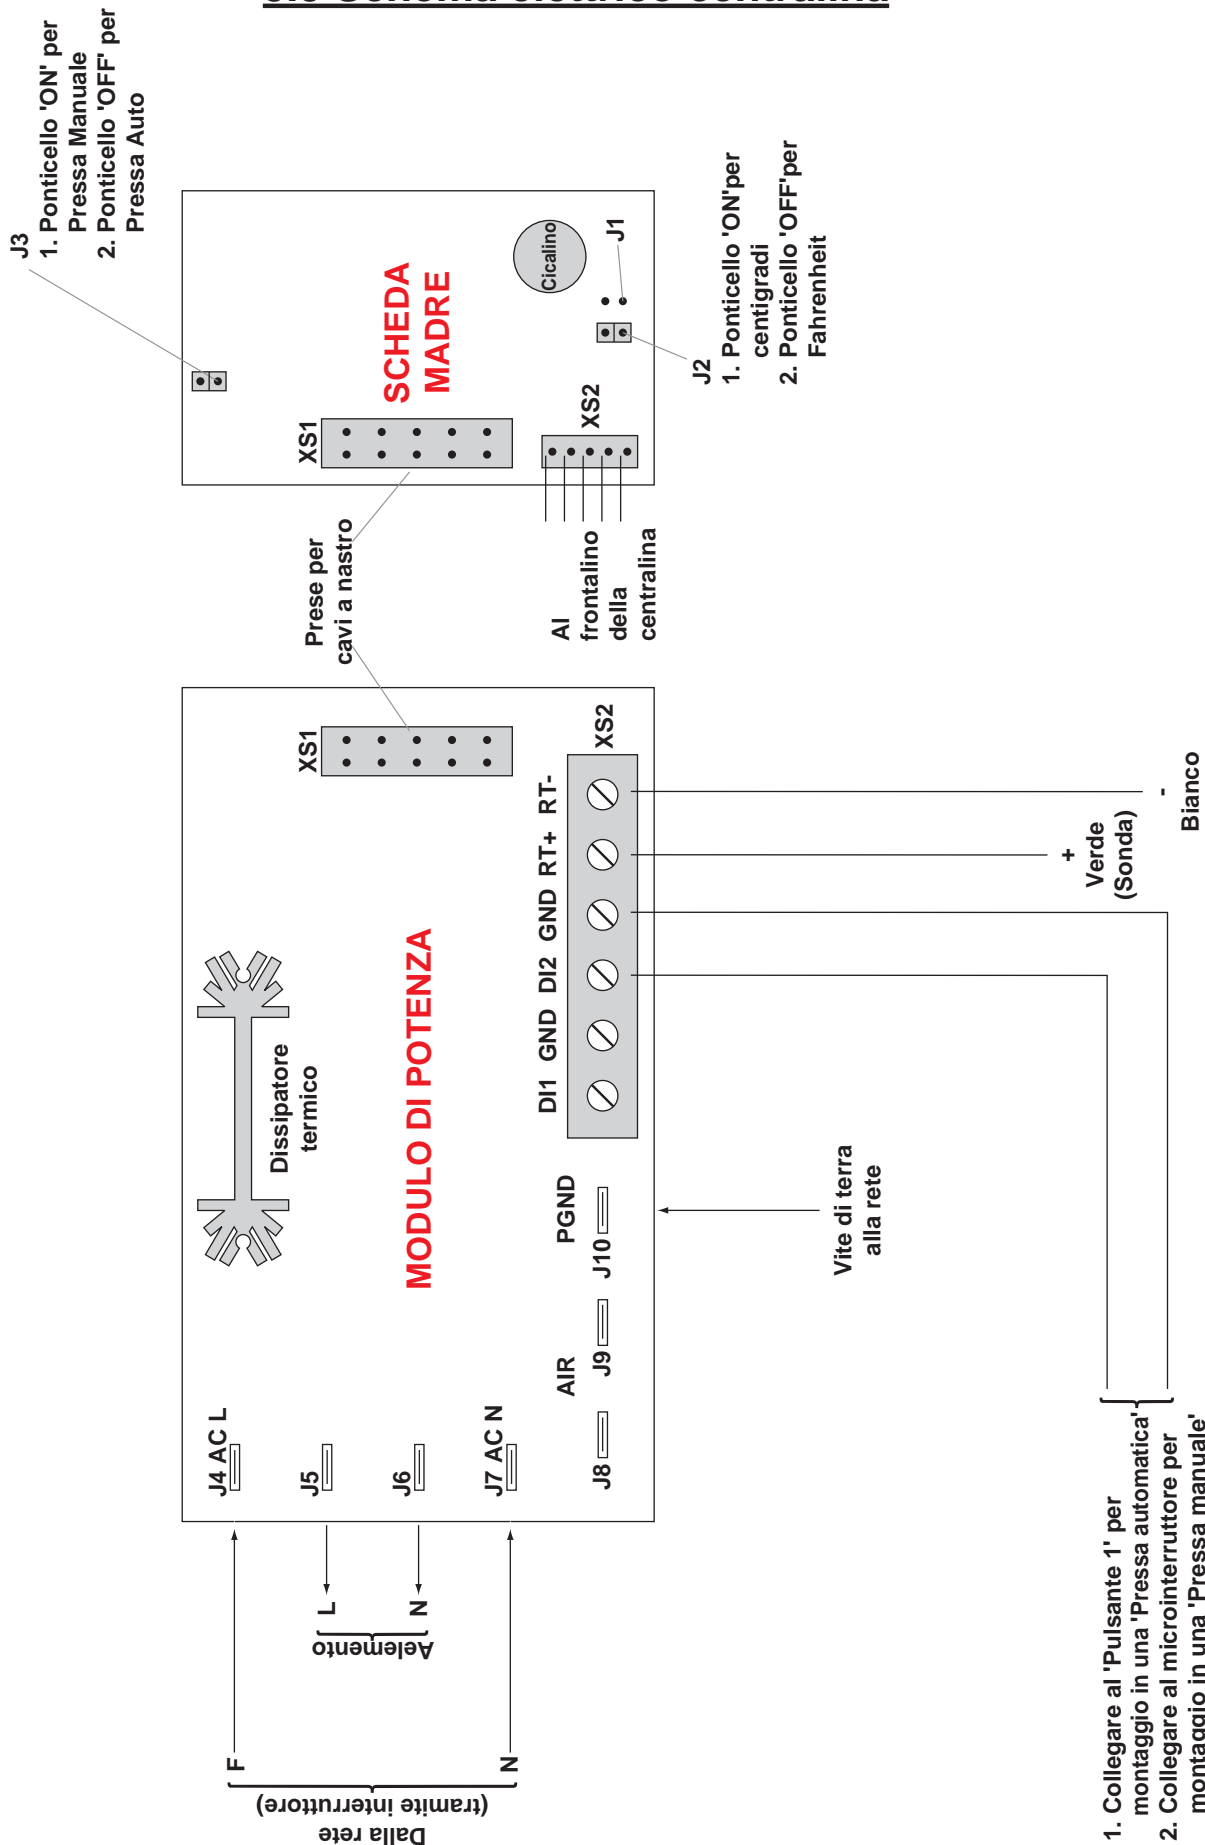 J3
1. Ponticello 'ON' per
Pressa Manuale
2. Ponticello 'OFF' per
Pressa Auto
SCHEDA
MADRE
Cicalino
J1
J2
1. Ponticello 'ON'per
centigradi
2. Ponticello 'OFF'per
Fahrenheit
XS1
XS2
Prese per
cavi a nastro
Al
frontalino
della
centralina
XS1
XS2
MODULO DI POTENZA
Dissipatore
termico
DI1 GND DI2 GND RT+ RT-
PGND
J10
AIR
J9
J8
J4 AC L
J5
J6
J7 AC N
L
N
Aelemento
F
N
Dalla rete
(tramite interruttore)
Vite di terra
alla rete
+
Verde
(Sonda)
-
Bianco
1. Collegare al 'Pulsante 1' per
montaggio in una 'Pressa automatica'
2. Collegare al microinterruttore per
montaggio in una 'Pressa manuale'